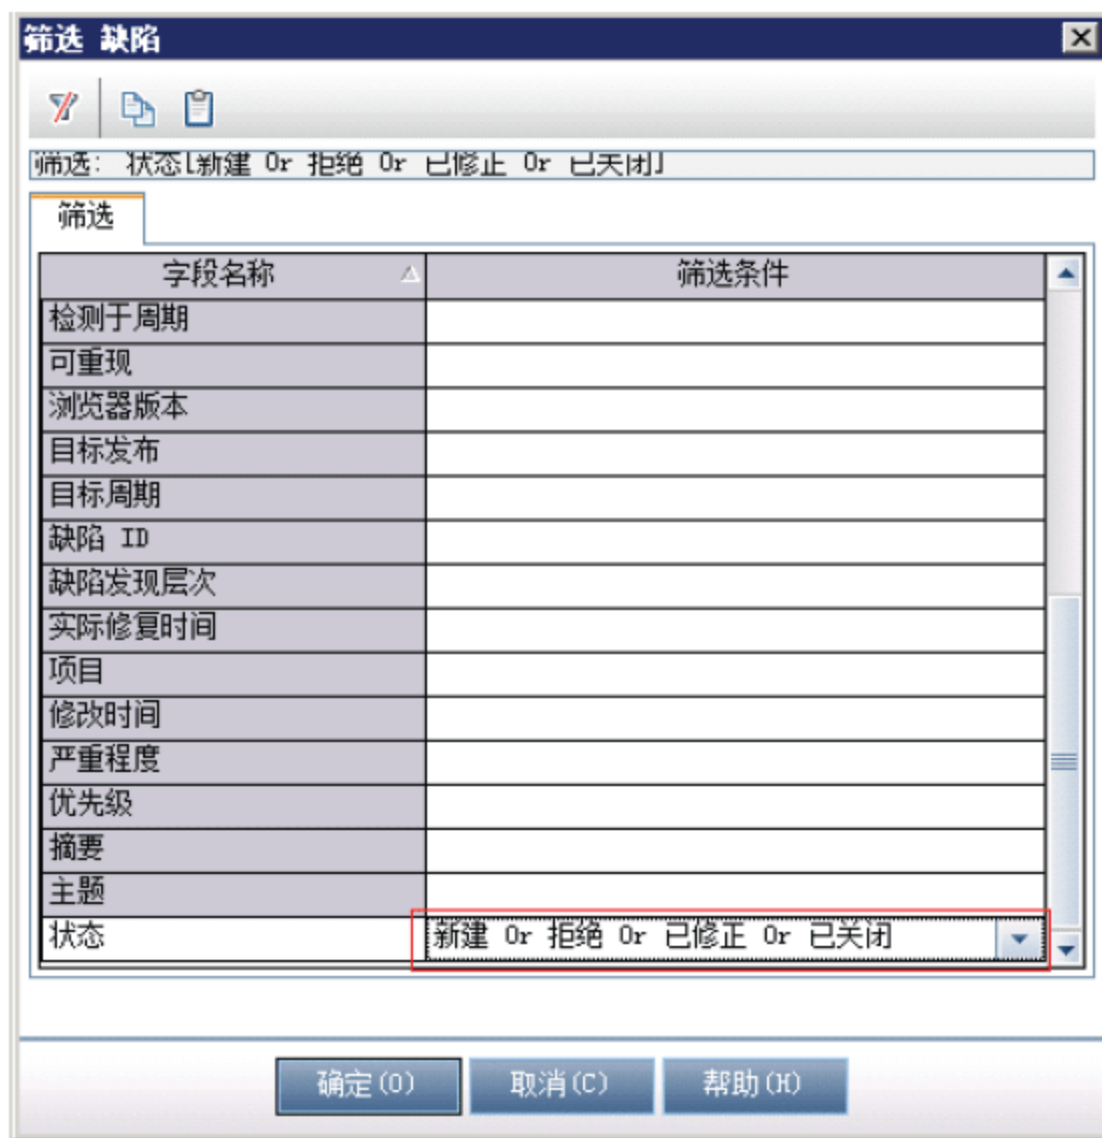 筛选 缺陷
筛选： 状态[新建 Or 拒绝 Or 已修正 Or 已关闭]
筛选
字段名称 筛选条件
检测于周期
可重现
浏览器版本
目标发布
目标周期
缺陷 ID
缺陷发现层次
实际修复时间
项目
修改时间
严重程度
优先级
摘要
主题
状态 新建 Or 拒绝 Or 已修正 Or 已关闭
确定(O) 取消(C) 帮助(H)